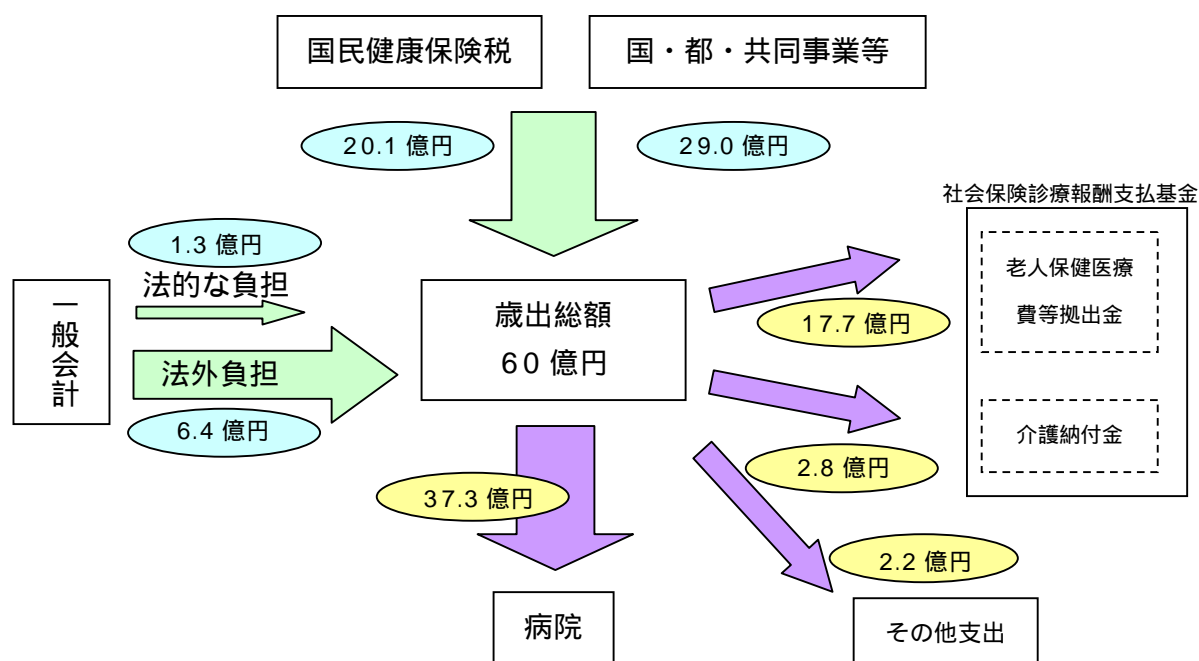 国民健康保険税
国・都・共同事業等
20.1 億円
29.0 億円
社会保険診療報酬支払基金
1.3 億円
法的な負担
一般会計
法外負担
6.4 億円
歳出総額
60 億円
老人保健医療
費等拠出金
17.7 億円
介護納付金
2.8 億円
37.3 億円
2.2 億円
病院
その他支出